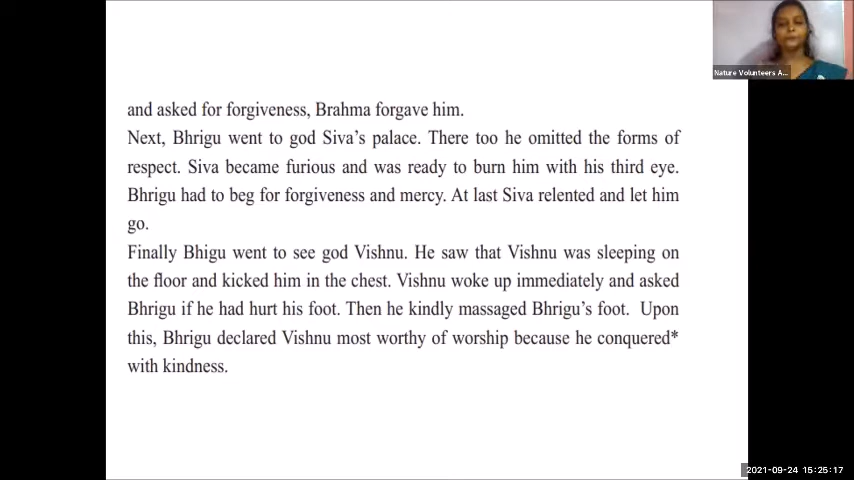 Nature Volunteers A...
and asked for forgiveness, Brahma forgave him.
Next, Bhrigu went to god Siva’s palace. There too he omitted the forms of
respect. Siva became furious and was ready to burn him with his third eye.
Bhrigu had to beg for forgiveness and mercy. At last Siva relented and let him
go.
Finally Bhigu went to see god Vishnu. He saw that Vishnu was sleeping on
the floor and kicked him in the chest. Vishnu woke up immediately and asked
Bhrigu if he had hurt his foot. Then he kindly massaged Bhrigu’s foot. Upon
this, Bhrigu declared Vishnu most worthy of worship because he conquered*
with kindness.
2021-09-24 15:25:17